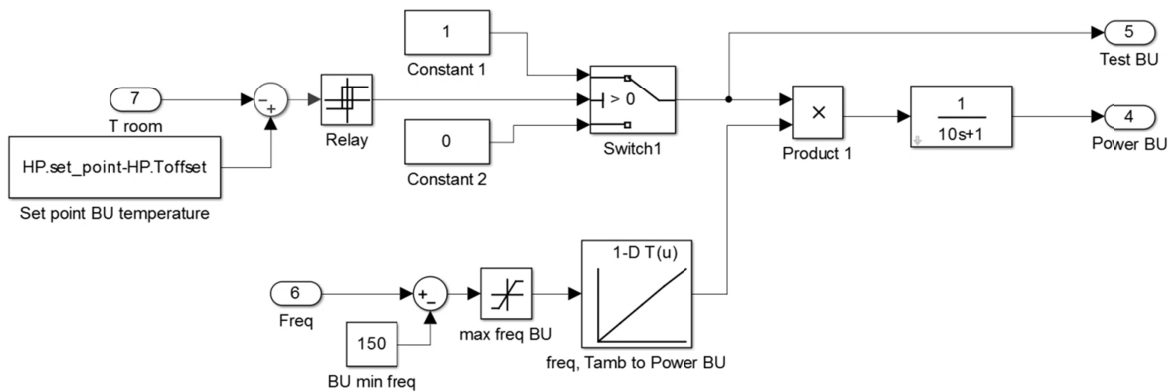 1
Constant 1
5
Test BU
7
T room
−
+
Relay
> 0
Switch1
×
Product 1
1
10s+1
4
Power BU
HP.set_point-HP.Toffset
Set point BU temperature
0
Constant 2
1-D T(u)
6
Freq
+
−
max freq BU
freq, Tamb to Power BU
150
BU min freq